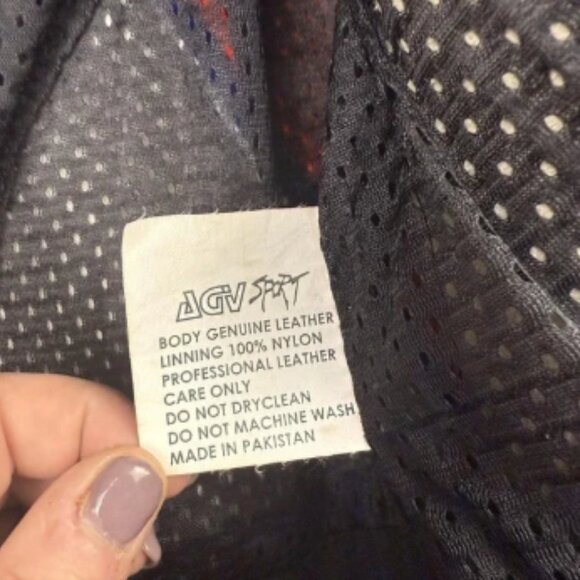 AGV SPORT
BODY GENUINE LEATHER
LINNING 100% NYLON
PROFESSIONAL LEATHER
CARE ONLY
DO NOT DRYCLEAN
DO NOT MACHINE WASH
MADE IN PAKISTAN